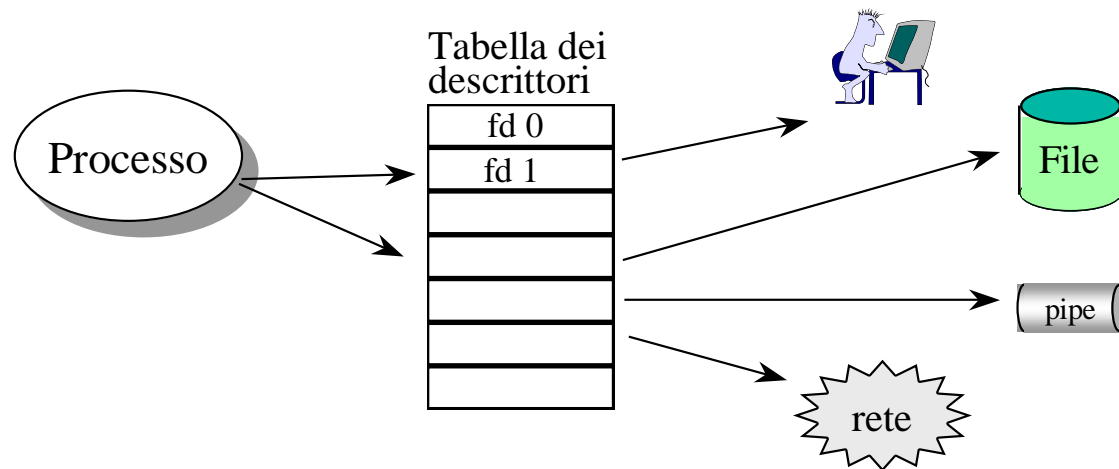 Tabella dei
descrittori
Processo
fd 0
fd 1
File
pipe
rete